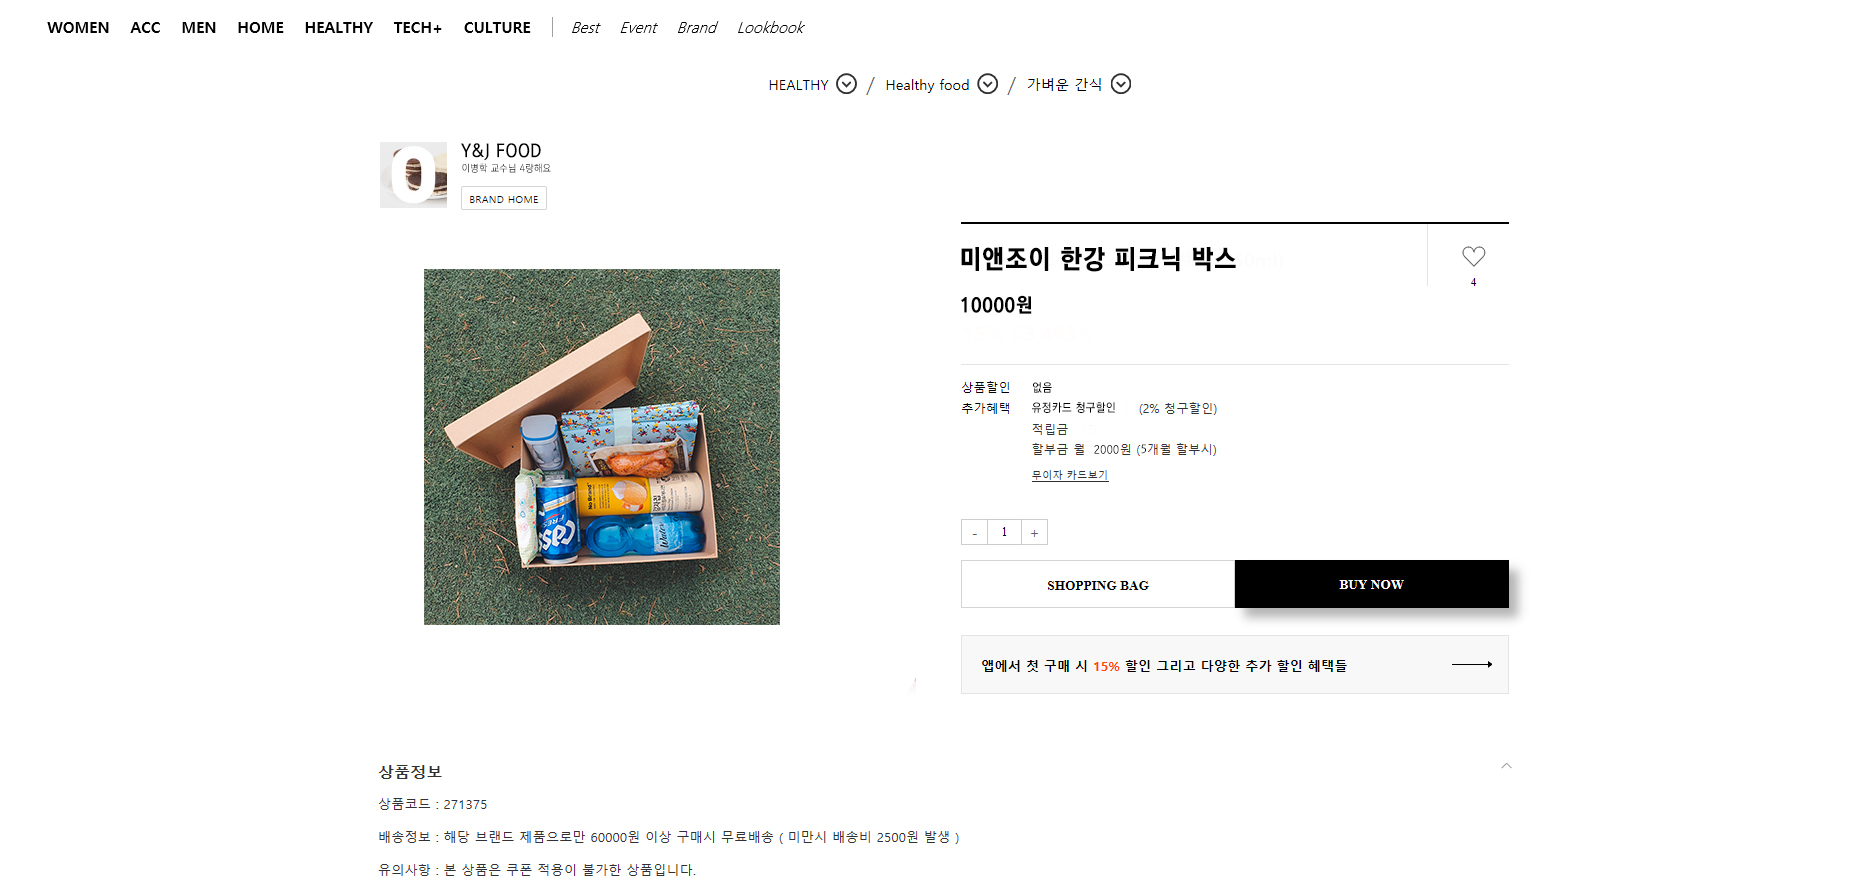 WOMEN ACC MEN HOME HEALTHY TECH+ CULTURE Best Event Brand Lookbook
HEALTHY / Healthy food / 가벼운 간식
Y&J FOOD
이병학 교수님 4랑해요
BRAND HOME
미앤조이 한강 피크닉 박스
4
10000원
상품할인 없음
추가혜택 유정카드 청구할인 (2% 청구할인)
적립금
할부금 월 2000원 (5개월 할부시)
무이자 카드보기
- 1 +
SHOPPING BAG BUY NOW
앱에서 첫 구매 시 15% 할인 그리고 다양한 추가 할인 혜택들
No Brand
Cass
FRES
Water
상품정보
상품코드 : 271375
배송정보 : 해당 브랜드 제품으로만 60000원 이상 구매시 무료배송 ( 미만시 배송비 2500원 발생 )
유의사항 : 본 상품은 쿠폰 적용이 불가한 상품입니다.